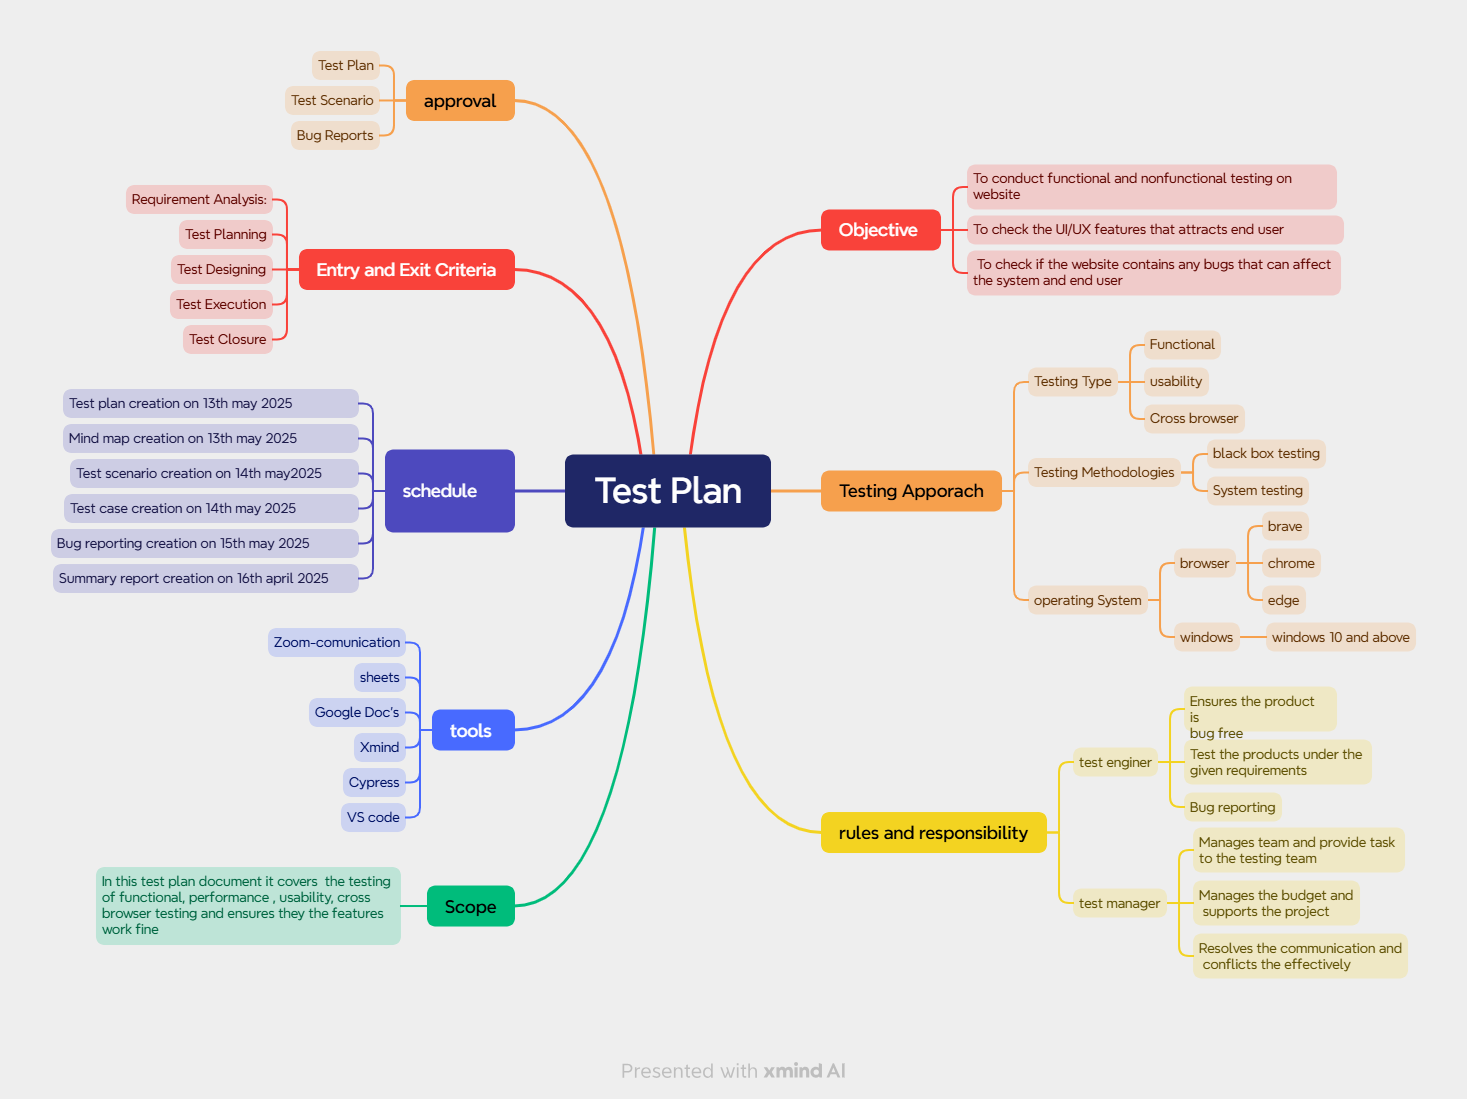 Test Plan
approval
Test Plan
Test Scenario
Bug Reports
Entry and Exit Criteria
Requirement Analysis:
Test Planning
Test Designing
Test Execution
Test Closure
schedule
Test plan creation on 13th may 2025
Mind map creation on 13th may 2025
Test scenario creation on 14th may2025
Test case creation on 14th may 2025
Bug reporting creation on 15th may 2025
Summary report creation on 16th april 2025
tools
Zoom-comunication
sheets
Google Doc's
Xmind
Cypress
VS code
Scope
In this test plan document it covers  the testing
of functional, performance , usability, cross
browser testing and ensures they the features
work fine
Objective
To conduct functional and nonfunctional testing on
website
To check the UI/UX features that attracts end user
To check if the website contains any bugs that can affect
the system and end user
Testing Apporach
Testing Type
Functional
usability
Cross browser
Testing Methodologies
black box testing
System testing
operating System
browser
brave
chrome
edge
windows
windows 10 and above
rules and responsibility
test enginer
Ensures the product
is
bug free
Test the products under the
given requirements
Bug reporting
test manager
Manages team and provide task
to the testing team
Manages the budget and
supports the project
Resolves the communication and
conflicts the effectively
Presented with xmind AI